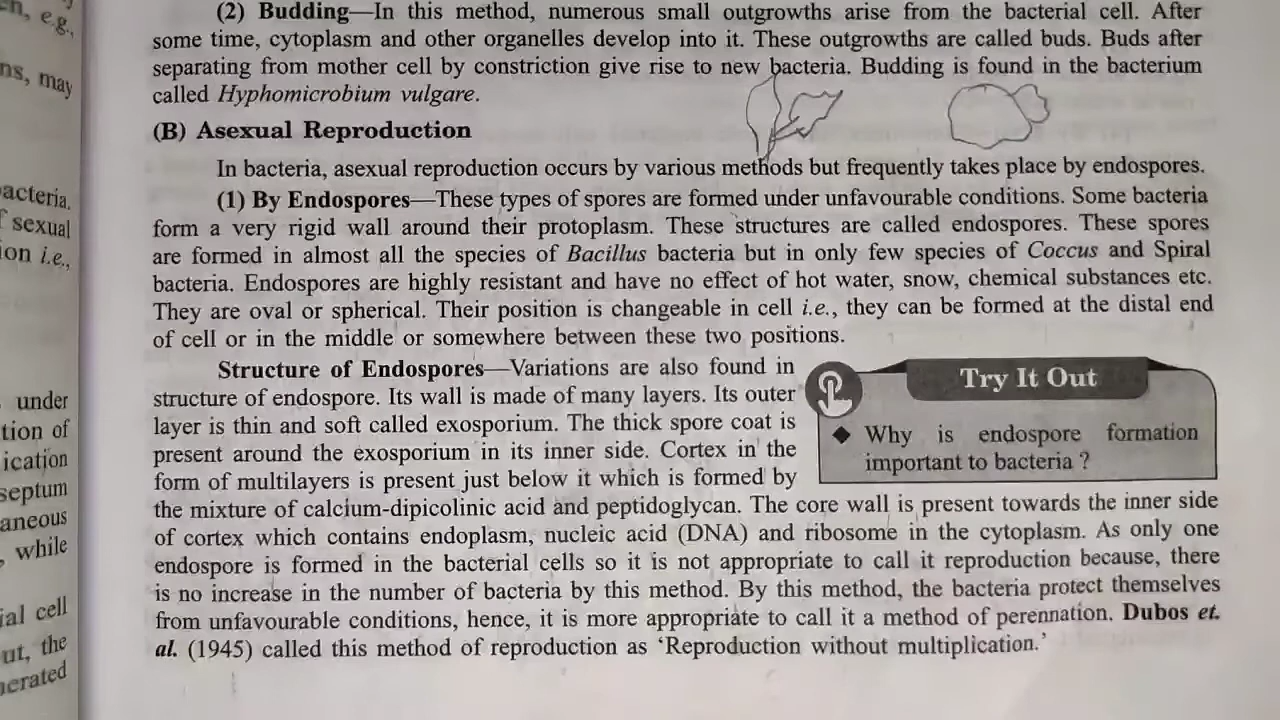 en, e.g.,
ns, may
acteria.
f sexual
ion i.e.,
under
tion of
ication
septum
aneous
while
ial cell
ut, the
nerated
(2) Budding—In this method, numerous small outgrowths arise from the bacterial cell. After
some time, cytoplasm and other organelles develop into it. These outgrowths are called buds. Buds after
separating from mother cell by constriction give rise to new bacteria. Budding is found in the bacterium
called Hyphomicrobium vulgare.
(B) Asexual Reproduction
In bacteria, asexual reproduction occurs by various methods but frequently takes place by endospores.
(1) By Endospores—These types of spores are formed under unfavourable conditions. Some bacteria
form a very rigid wall around their protoplasm. These structures are called endospores. These spores
are formed in almost all the species of Bacillus bacteria but in only few species of Coccus and Spiral
bacteria. Endospores are highly resistant and have no effect of hot water, snow, chemical substances etc.
They are oval or spherical. Their position is changeable in cell i.e., they can be formed at the distal end
of cell or in the middle or somewhere between these two positions.
Structure of Endospores—Variations are also found in
structure of endospore. Its wall is made of many layers. Its outer
layer is thin and soft called exosporium. The thick spore coat is
present around the exosporium in its inner side. Cortex in the
form of multilayers is present just below it which is formed by
the mixture of calcium-dipicolinic acid and peptidoglycan. The core wall is present towards the inner side
of cortex which contains endoplasm, nucleic acid (DNA) and ribosome in the cytoplasm. As only one
endospore is formed in the bacterial cells so it is not appropriate to call it reproduction because, there
is no increase in the number of bacteria by this method. By this method, the bacteria protect themselves
from unfavourable conditions, hence, it is more appropriate to call it a method of perennation. Dubos et.
al. (1945) called this method of reproduction as ‘Reproduction without multiplication.’
Try It Out
◆ Why is endospore formation
important to bacteria ?